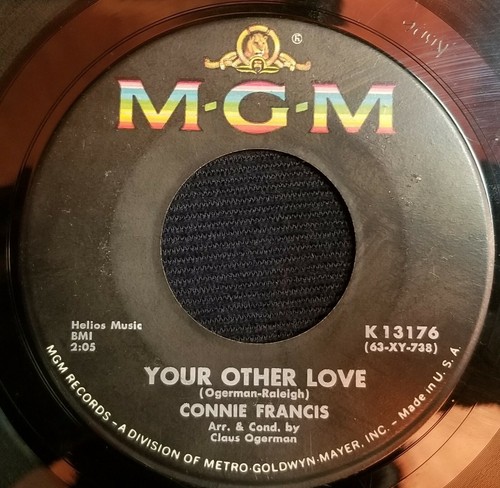 ®
M·G·M
Helios Music
BMI
2:05
K 13176
(63-XY-738)
YOUR OTHER LOVE
(Ogerman-Raleigh)
CONNIE FRANCIS
Arr. & Cond. by
Claus Ogerman
MGM RECORDS – A DIVISION OF METRO-GOLDWYN-MAYER, INC. – Made in U. S. A.